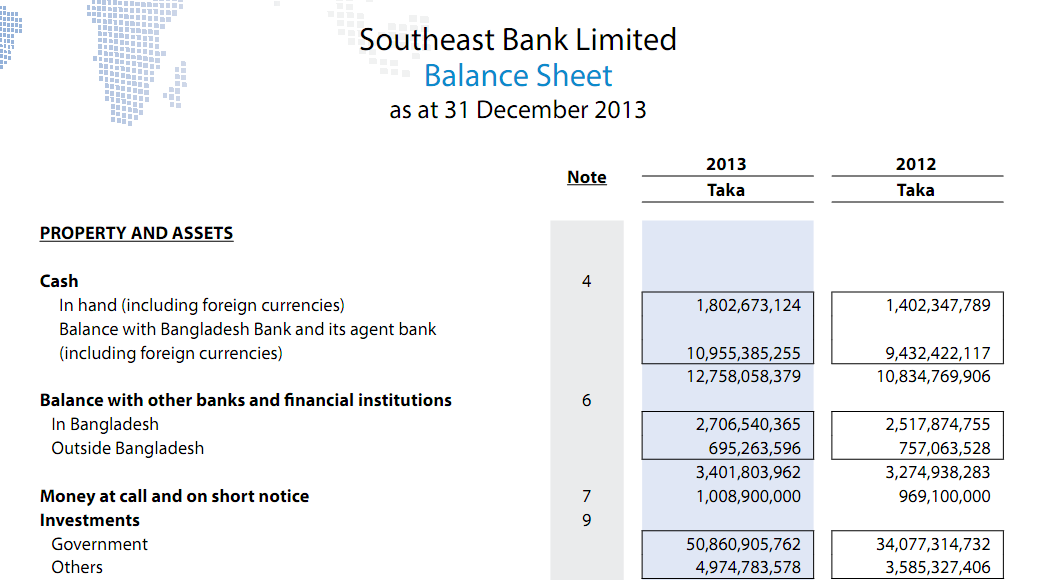 Southeast Bank Limited
Balance Sheet
as at 31 December 2013
Note 2013 2012
Taka Taka
PROPERTY AND ASSETS
Cash 4
In hand (including foreign currencies) 1,802,673,124 1,402,347,789
Balance with Bangladesh Bank and its agent bank
(including foreign currencies) 10,955,385,255 9,432,422,117
12,758,058,379 10,834,769,906
Balance with other banks and financial institutions 6
In Bangladesh 2,706,540,365 2,517,874,755
Outside Bangladesh 695,263,596 757,063,528
3,401,803,962 3,274,938,283
Money at call and on short notice 7 1,008,900,000 969,100,000
Investments 9
Government 50,860,905,762 34,077,314,732
Others 4,974,783,578 3,585,327,406